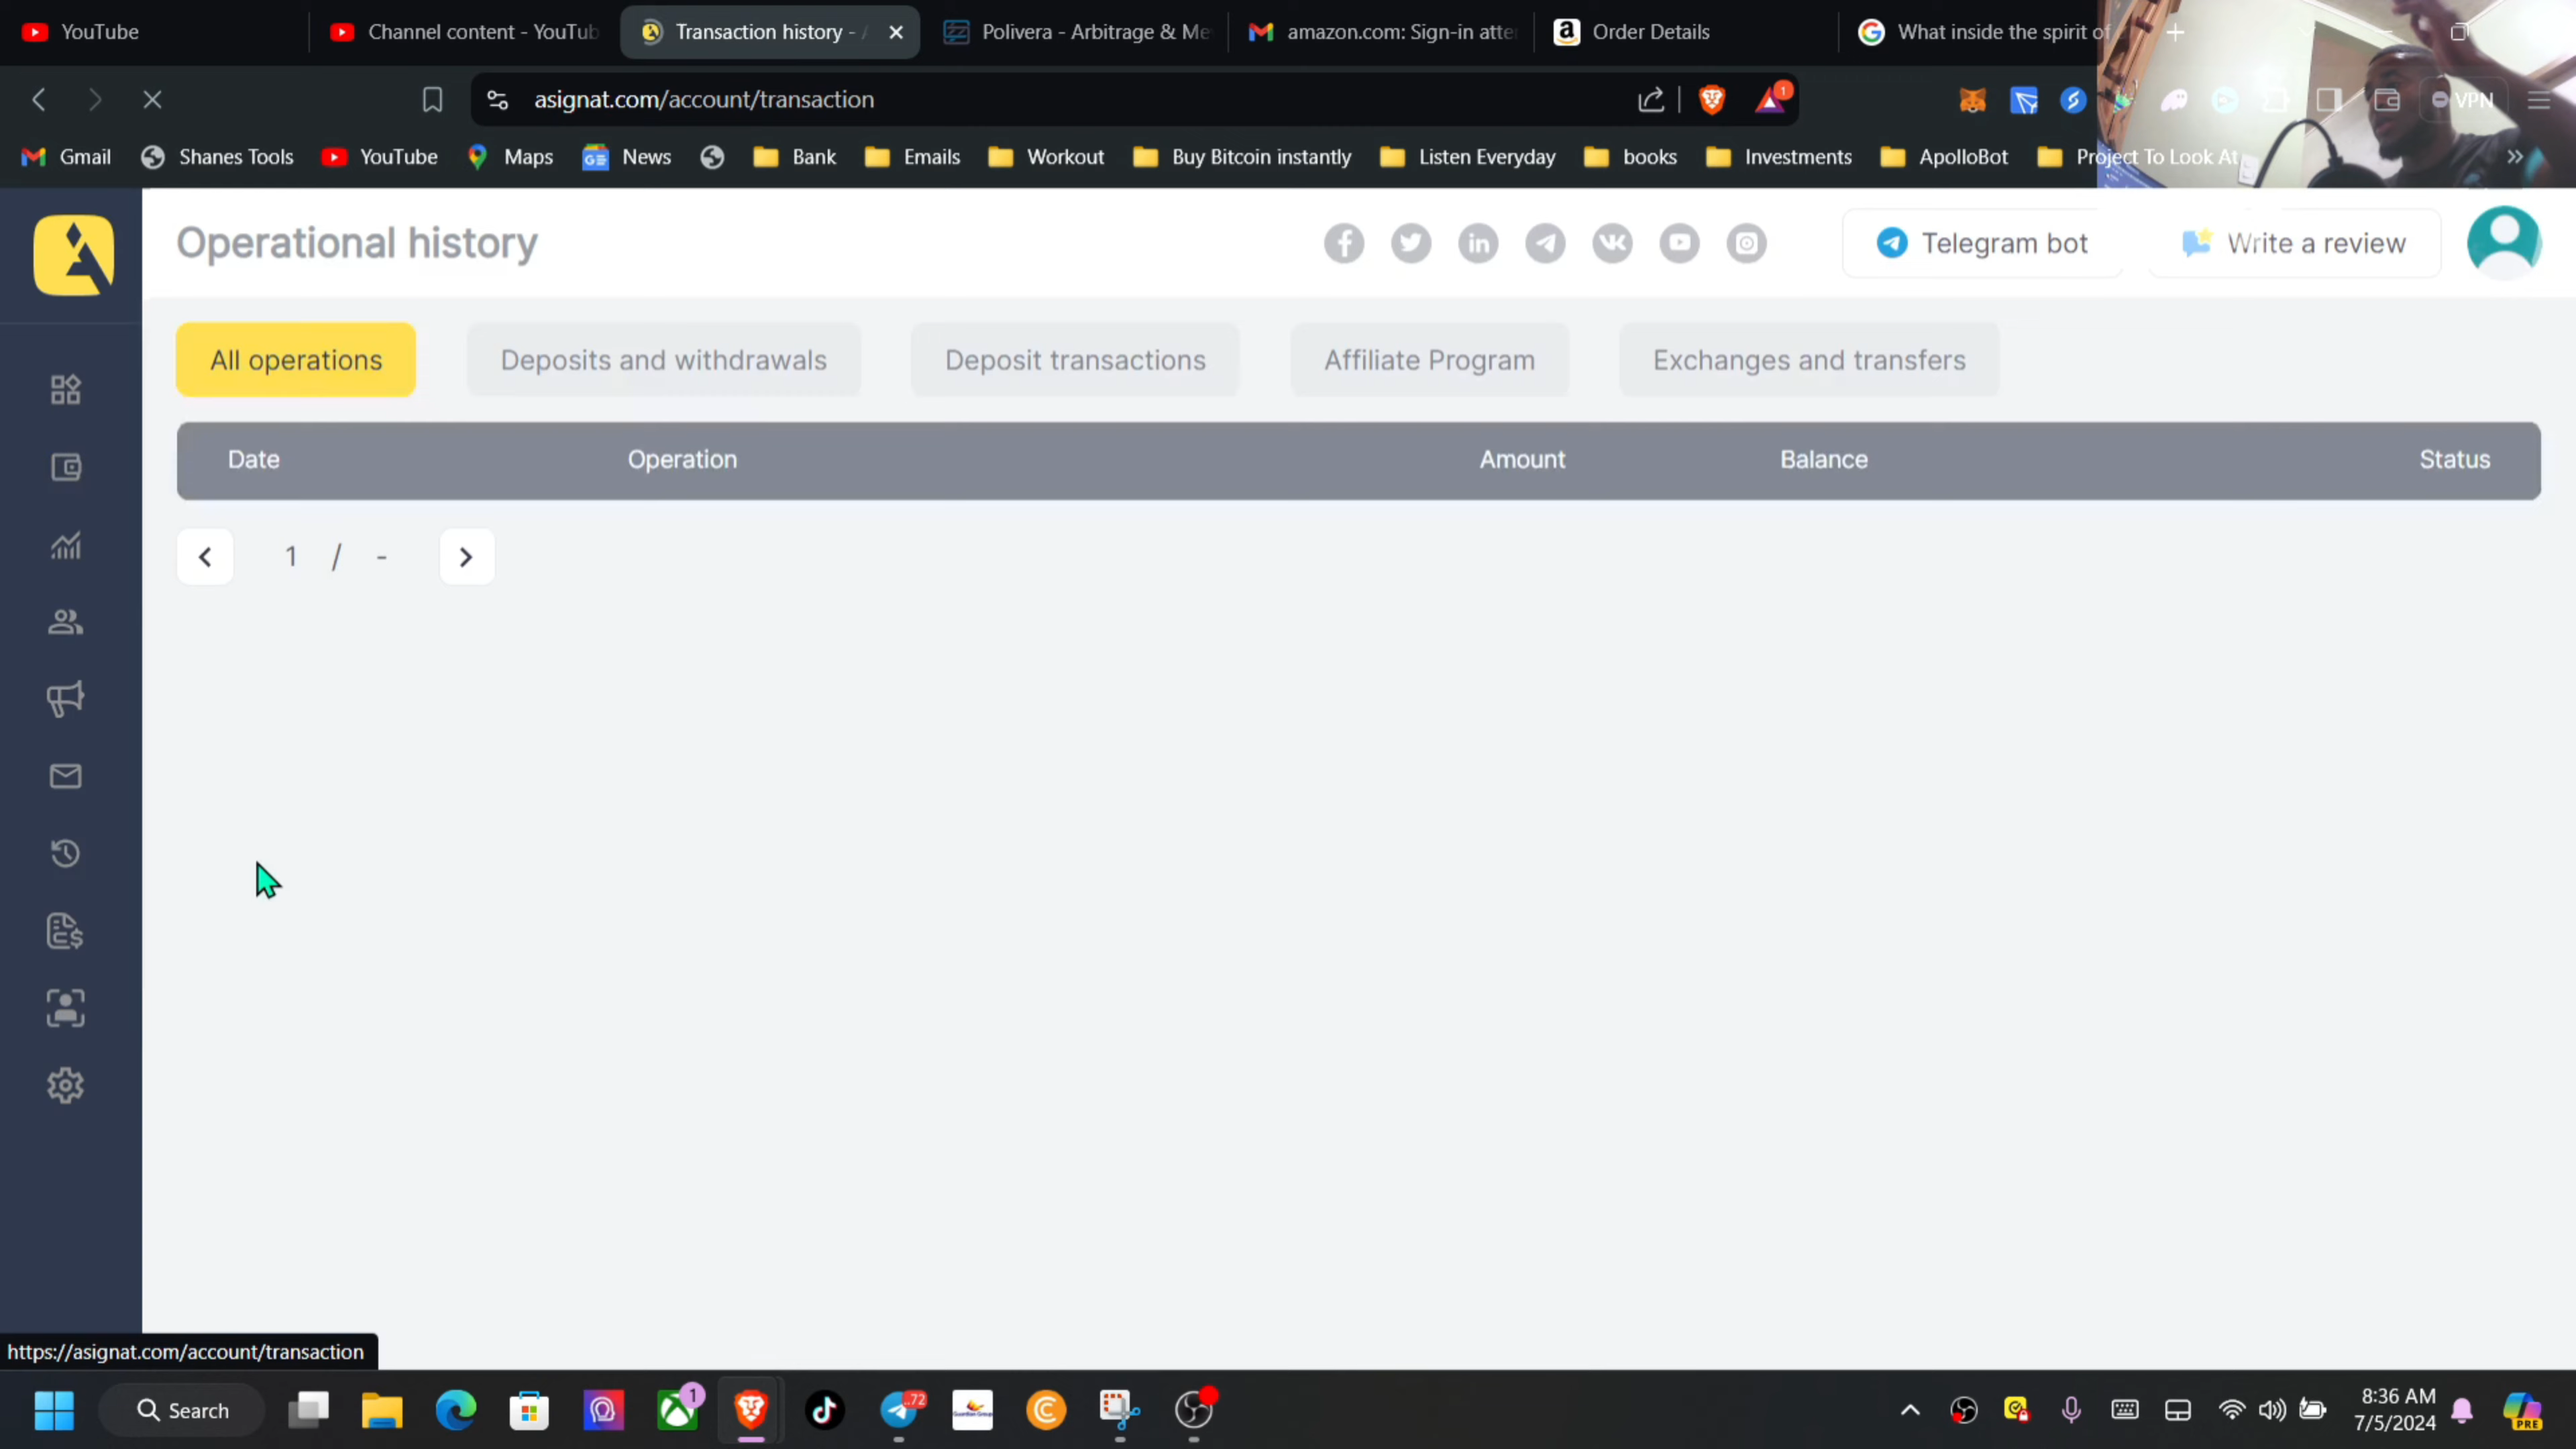 YouTube
Channel content - YouTub
Transaction history -
Polivera - Arbitrage & Me
amazon.com: Sign-in atte
Order Details
What inside the spirit of
asignat.com/account/transaction
1
VPN
Gmail
Shanes Tools
YouTube
Maps
News
Bank
Emails
Workout
Buy Bitcoin instantly
Listen Everyday
books
Investments
ApolloBot
Project To Look At
Operational history
Telegram bot
Write a review
All operations
Deposits and withdrawals
Deposit transactions
Affiliate Program
Exchanges and transfers
Date Operation Amount Balance Status
1 / -
https://asignat.com/account/transaction
Search
1
72
8:36 AM
7/5/2024
PRE